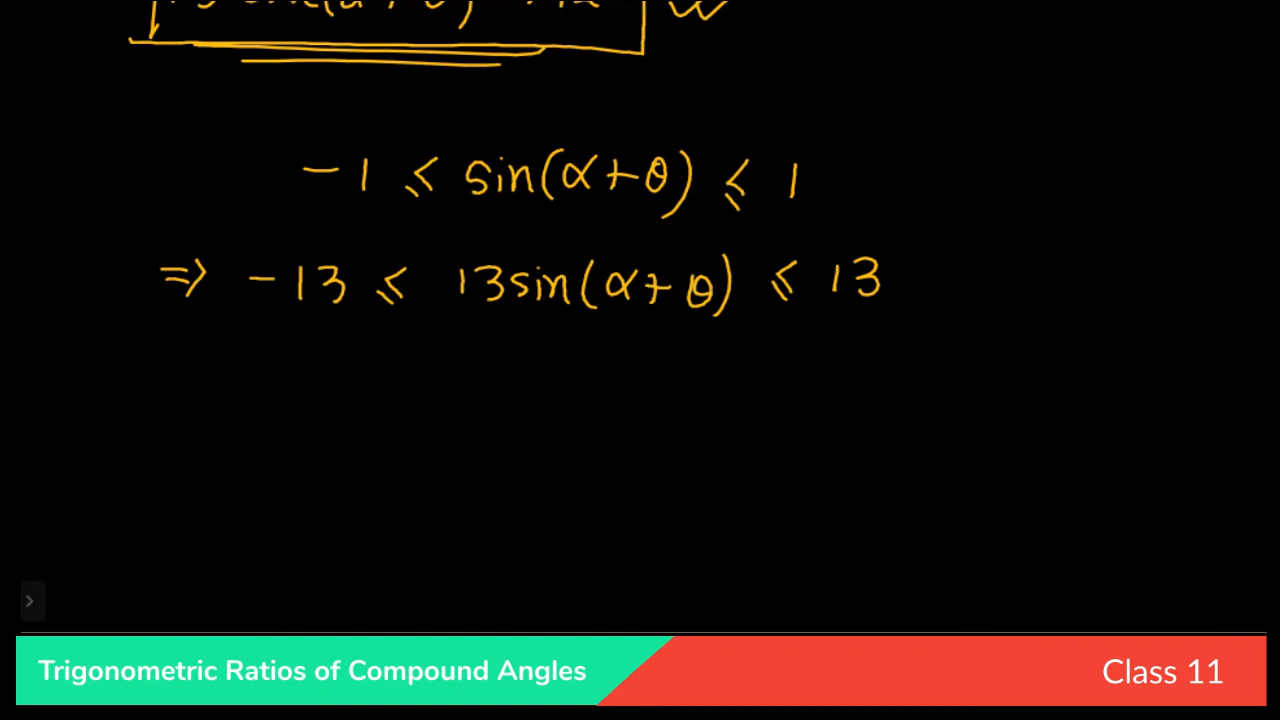 -1 ≤ sin(α+θ) ≤ 1
⇒ -13 ≤ 13sin(α+θ) ≤ 13
Trigonometric Ratios of Compound Angles
Class 11